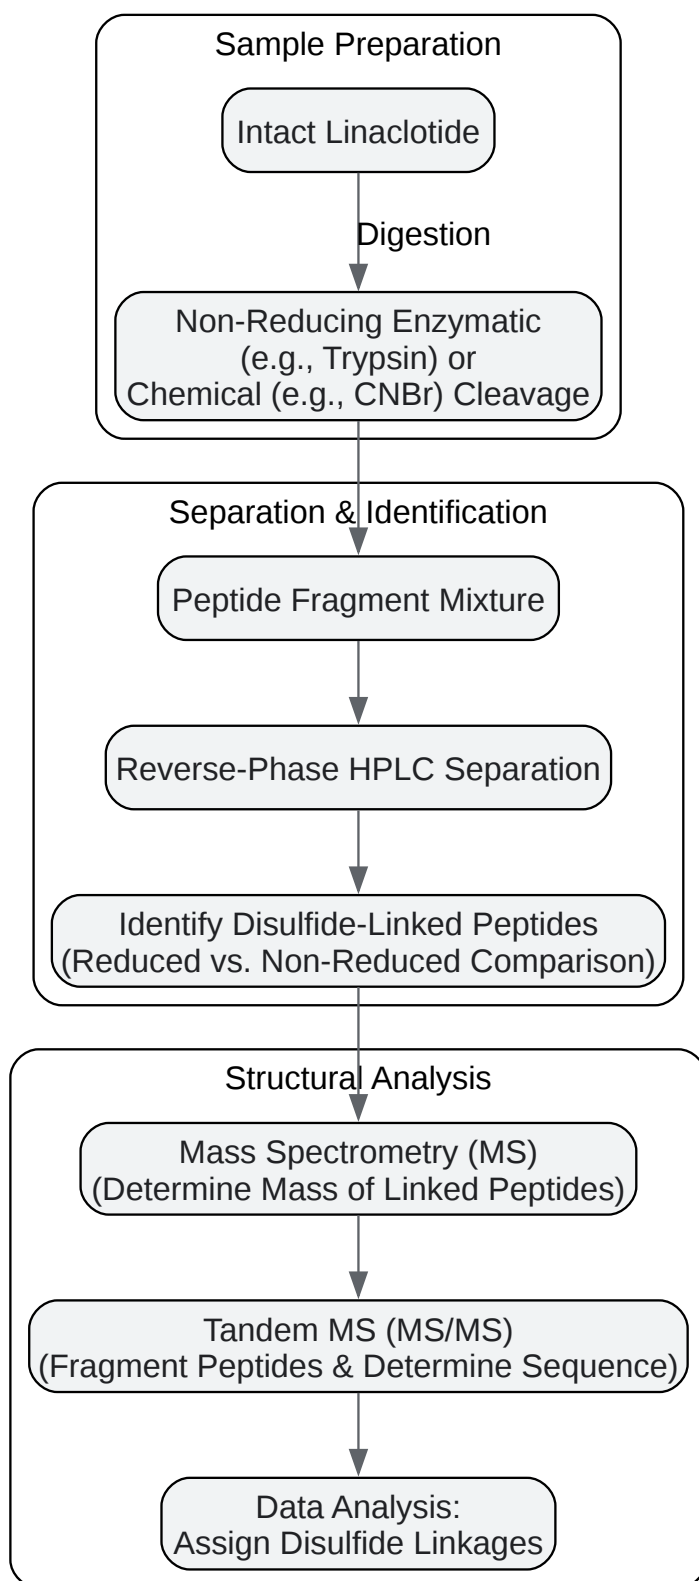 Sample Preparation
Intact Linaclotide
Digestion
Non-Reducing Enzymatic
(e.g., Trypsin) or
Chemical (e.g., CNBr) Cleavage
Separation & Identification
Peptide Fragment Mixture
Reverse-Phase HPLC Separation
Identify Disulfide-Linked Peptides
(Reduced vs. Non-Reduced Comparison)
Structural Analysis
Mass Spectrometry (MS)
(Determine Mass of Linked Peptides)
Tandem MS (MS/MS)
(Fragment Peptides & Determine Sequence)
Data Analysis:
Assign Disulfide Linkages